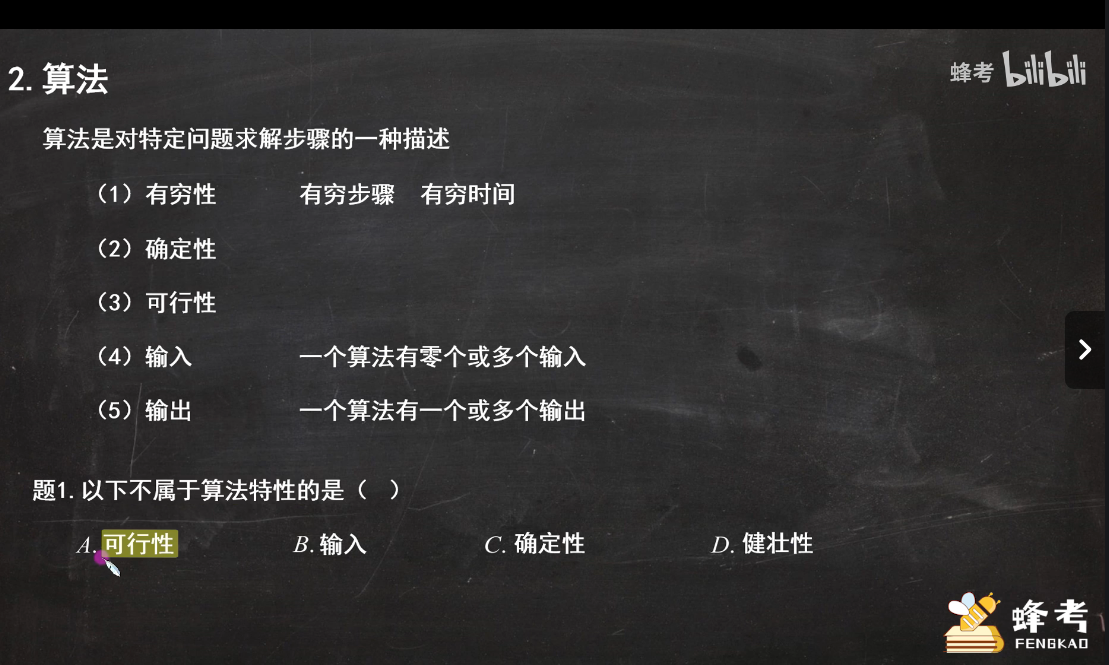 蜂考 bilibili
2. 算法
算法是对特定问题求解步骤的一种描述
（1）有穷性 有穷步骤 有穷时间
（2）确定性
（3）可行性
（4）输入 一个算法有零个或多个输入
（5）输出 一个算法有一个或多个输出
题1. 以下不属于算法特性的是（ ）
A. 可行性 B. 输入 C. 确定性 D. 健壮性
蜂考
FENGKAO